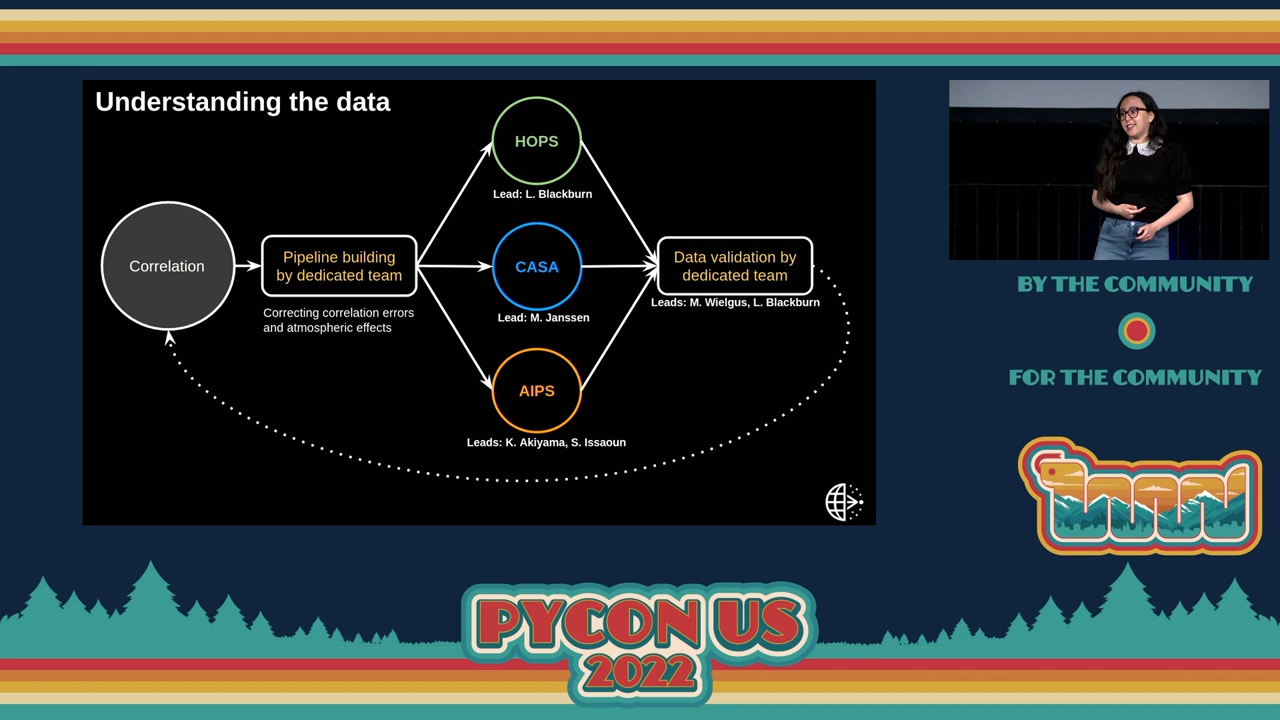 Understanding the data
HOPS
Lead: L. Blackburn
Correlation
Pipeline building
by dedicated team
Correcting correlation errors
and atmospheric effects
CASA
Lead: M. Janssen
Data validation by
dedicated team
Leads: M. Wielgus, L. Blackburn
AIPS
Leads: K. Akiyama, S. Issaoun
BY THE COMMUNITY
FOR THE COMMUNITY
PYCON US
2022